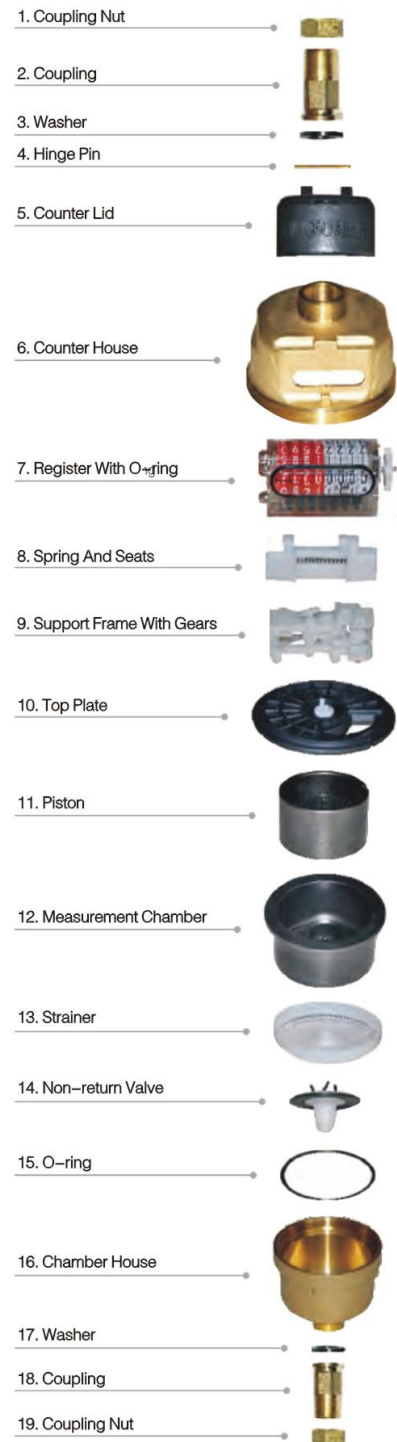 1. Coupling Nut
2. Coupling
3. Washer
4. Hinge Pin
5. Counter Lid
6. Counter House
7. Register With O-ring
8. Spring And Seats
9. Support Frame With Gears
10. Top Plate
11. Piston
12. Measurement Chamber
13. Strainer
14. Non-return Valve
15. O-ring
16. Chamber House
17. Washer
18. Coupling
19. Coupling Nut